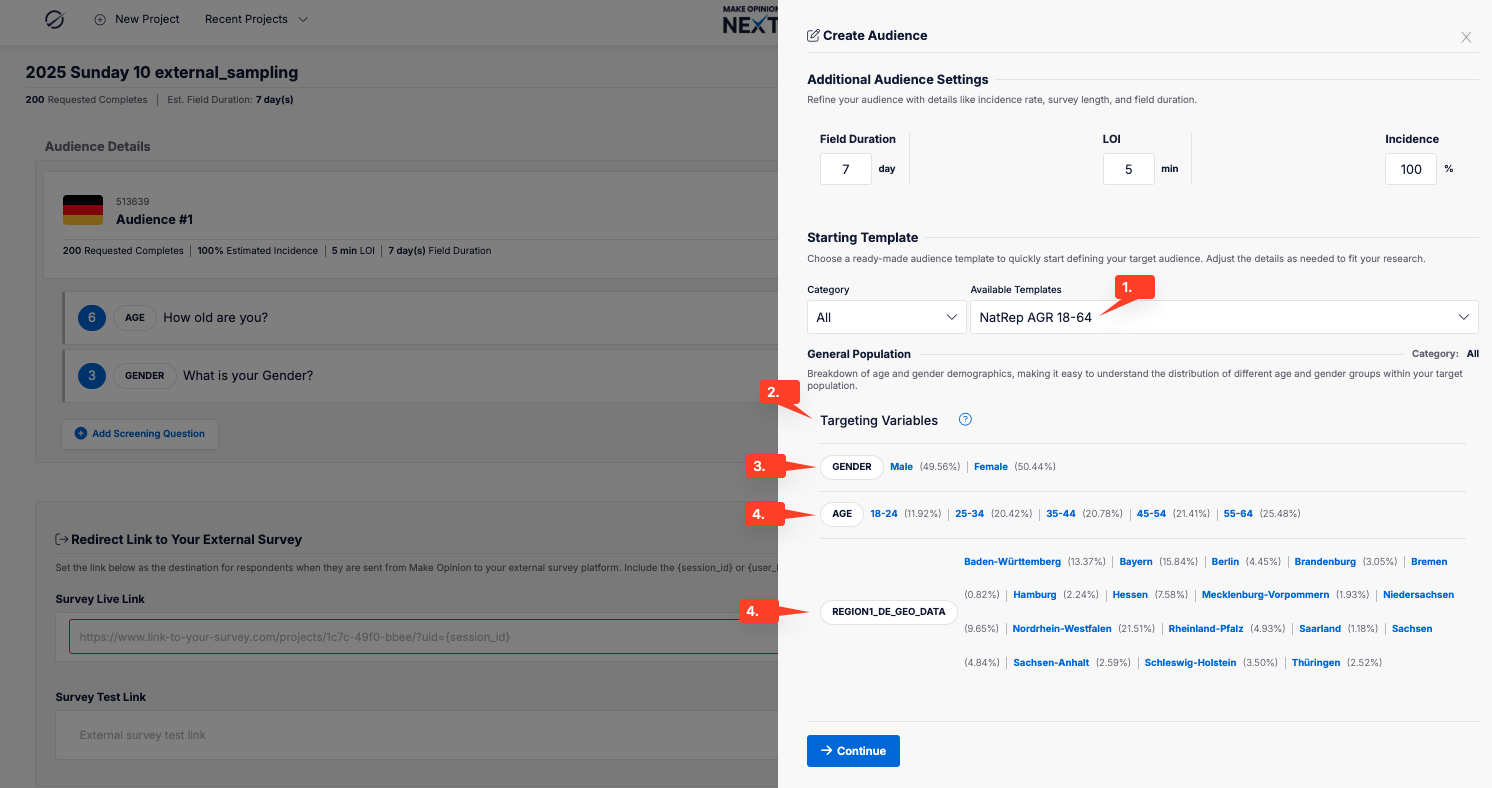 New Project
Recent Projects
MAKE OPINION
NEXT
2025 Sunday 10 external_sampling
200 Requested Completes | Est. Field Duration: 7 day(s)
Audience Details
513639
Audience #1
200 Requested Completes | 100% Estimated Incidence | 5 min LOI | 7 day(s) Field Duration
6 AGE How old are you?
3 GENDER What is your Gender?
Add Screening Question
Redirect Link to Your External Survey
Set the link below as the destination for respondents when they are sent from Make Opinion to your external survey platform. Include the {session_id} or {user_
Survey Live Link
https://www.link-to-your-survey.com/projects/1c7c-49f0-bbee/?uid={session_id}
Survey Test Link
External survey test link
Create Audience
Additional Audience Settings
Refine your audience with details like incidence rate, survey length, and field duration.
Field Duration LOI Incidence
7 day 5 min 100 %
Starting Template
Choose a ready-made audience template to quickly start defining your target audience. Adjust the details as needed to fit your research.
Category Available Templates 1.
All NatRep AGR 18-64
General Population Category: All
Breakdown of age and gender demographics, making it easy to understand the distribution of different age and gender groups within your target
population.
2. Targeting Variables ?
3. GENDER Male (49.56%) | Female (50.44%)
4. AGE 18-24 (11.92%) | 25-34 (20.42%) | 35-44 (20.78%) | 45-54 (21.41%) | 55-64 (25.48%)
4. REGION1_DE_GEO_DATA
Baden-Württemberg (13.37%) | Bayern (15.84%) | Berlin (4.45%) | Brandenburg (3.05%) | Bremen
(0.82%) | Hamburg (2.24%) | Hessen (7.58%) | Mecklenburg-Vorpommern (1.93%) | Niedersachsen
(9.65%) | Nordrhein-Westfalen (21.51%) | Rheinland-Pfalz (4.93%) | Saarland (1.18%) | Sachsen
(4.84%) | Sachsen-Anhalt (2.59%) | Schleswig-Holstein (3.50%) | Thüringen (2.52%)
Continue